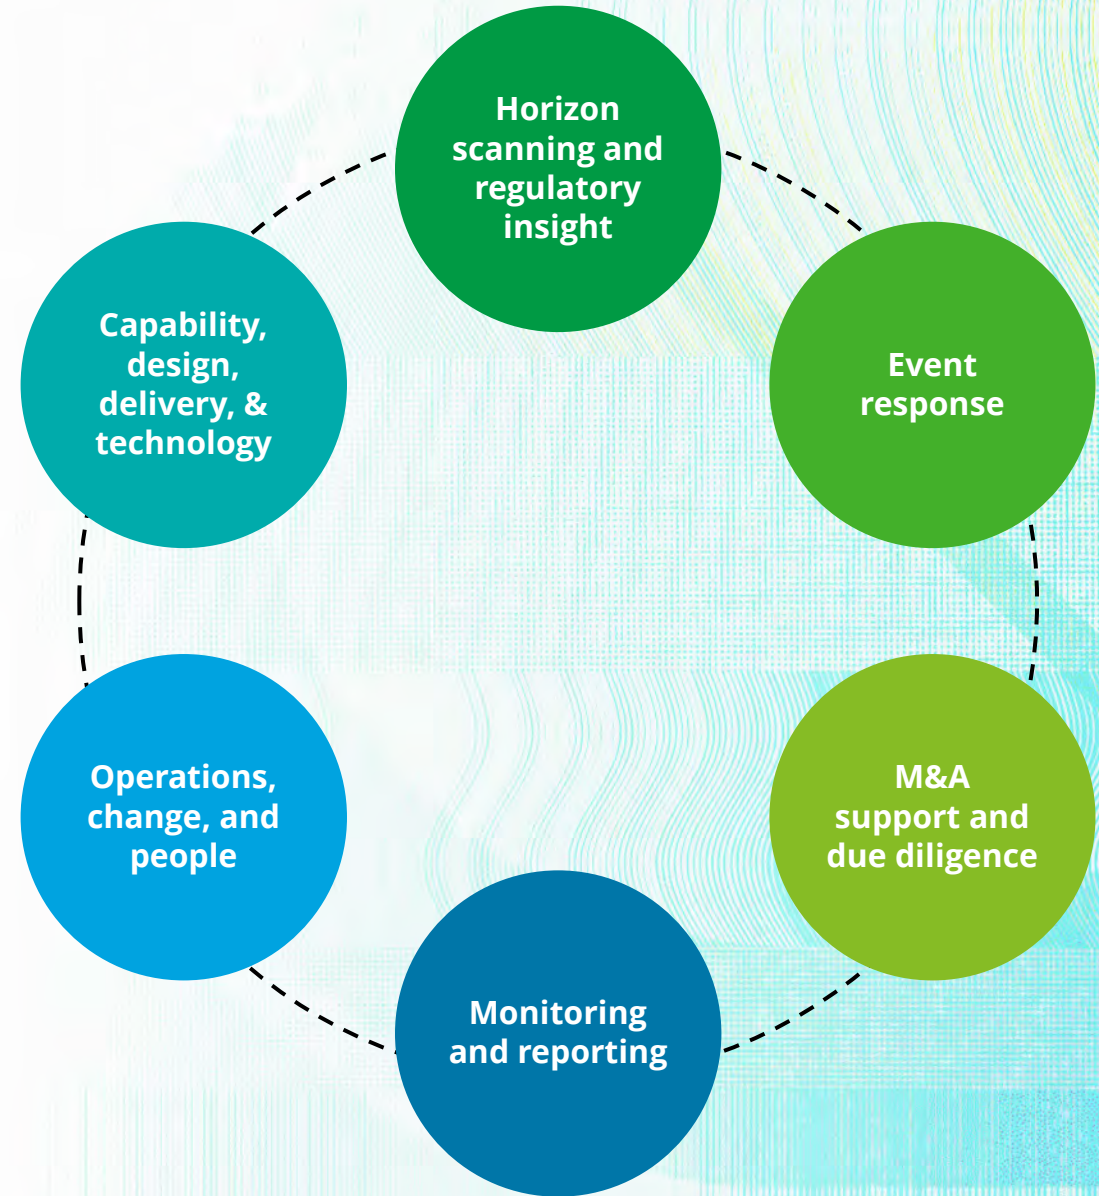 Horizon
scanning and
regulatory
insight
Event
response
M&A
support and
due diligence
Monitoring
and reporting
Operations,
change, and
people
Capability,
design,
delivery, &
technology